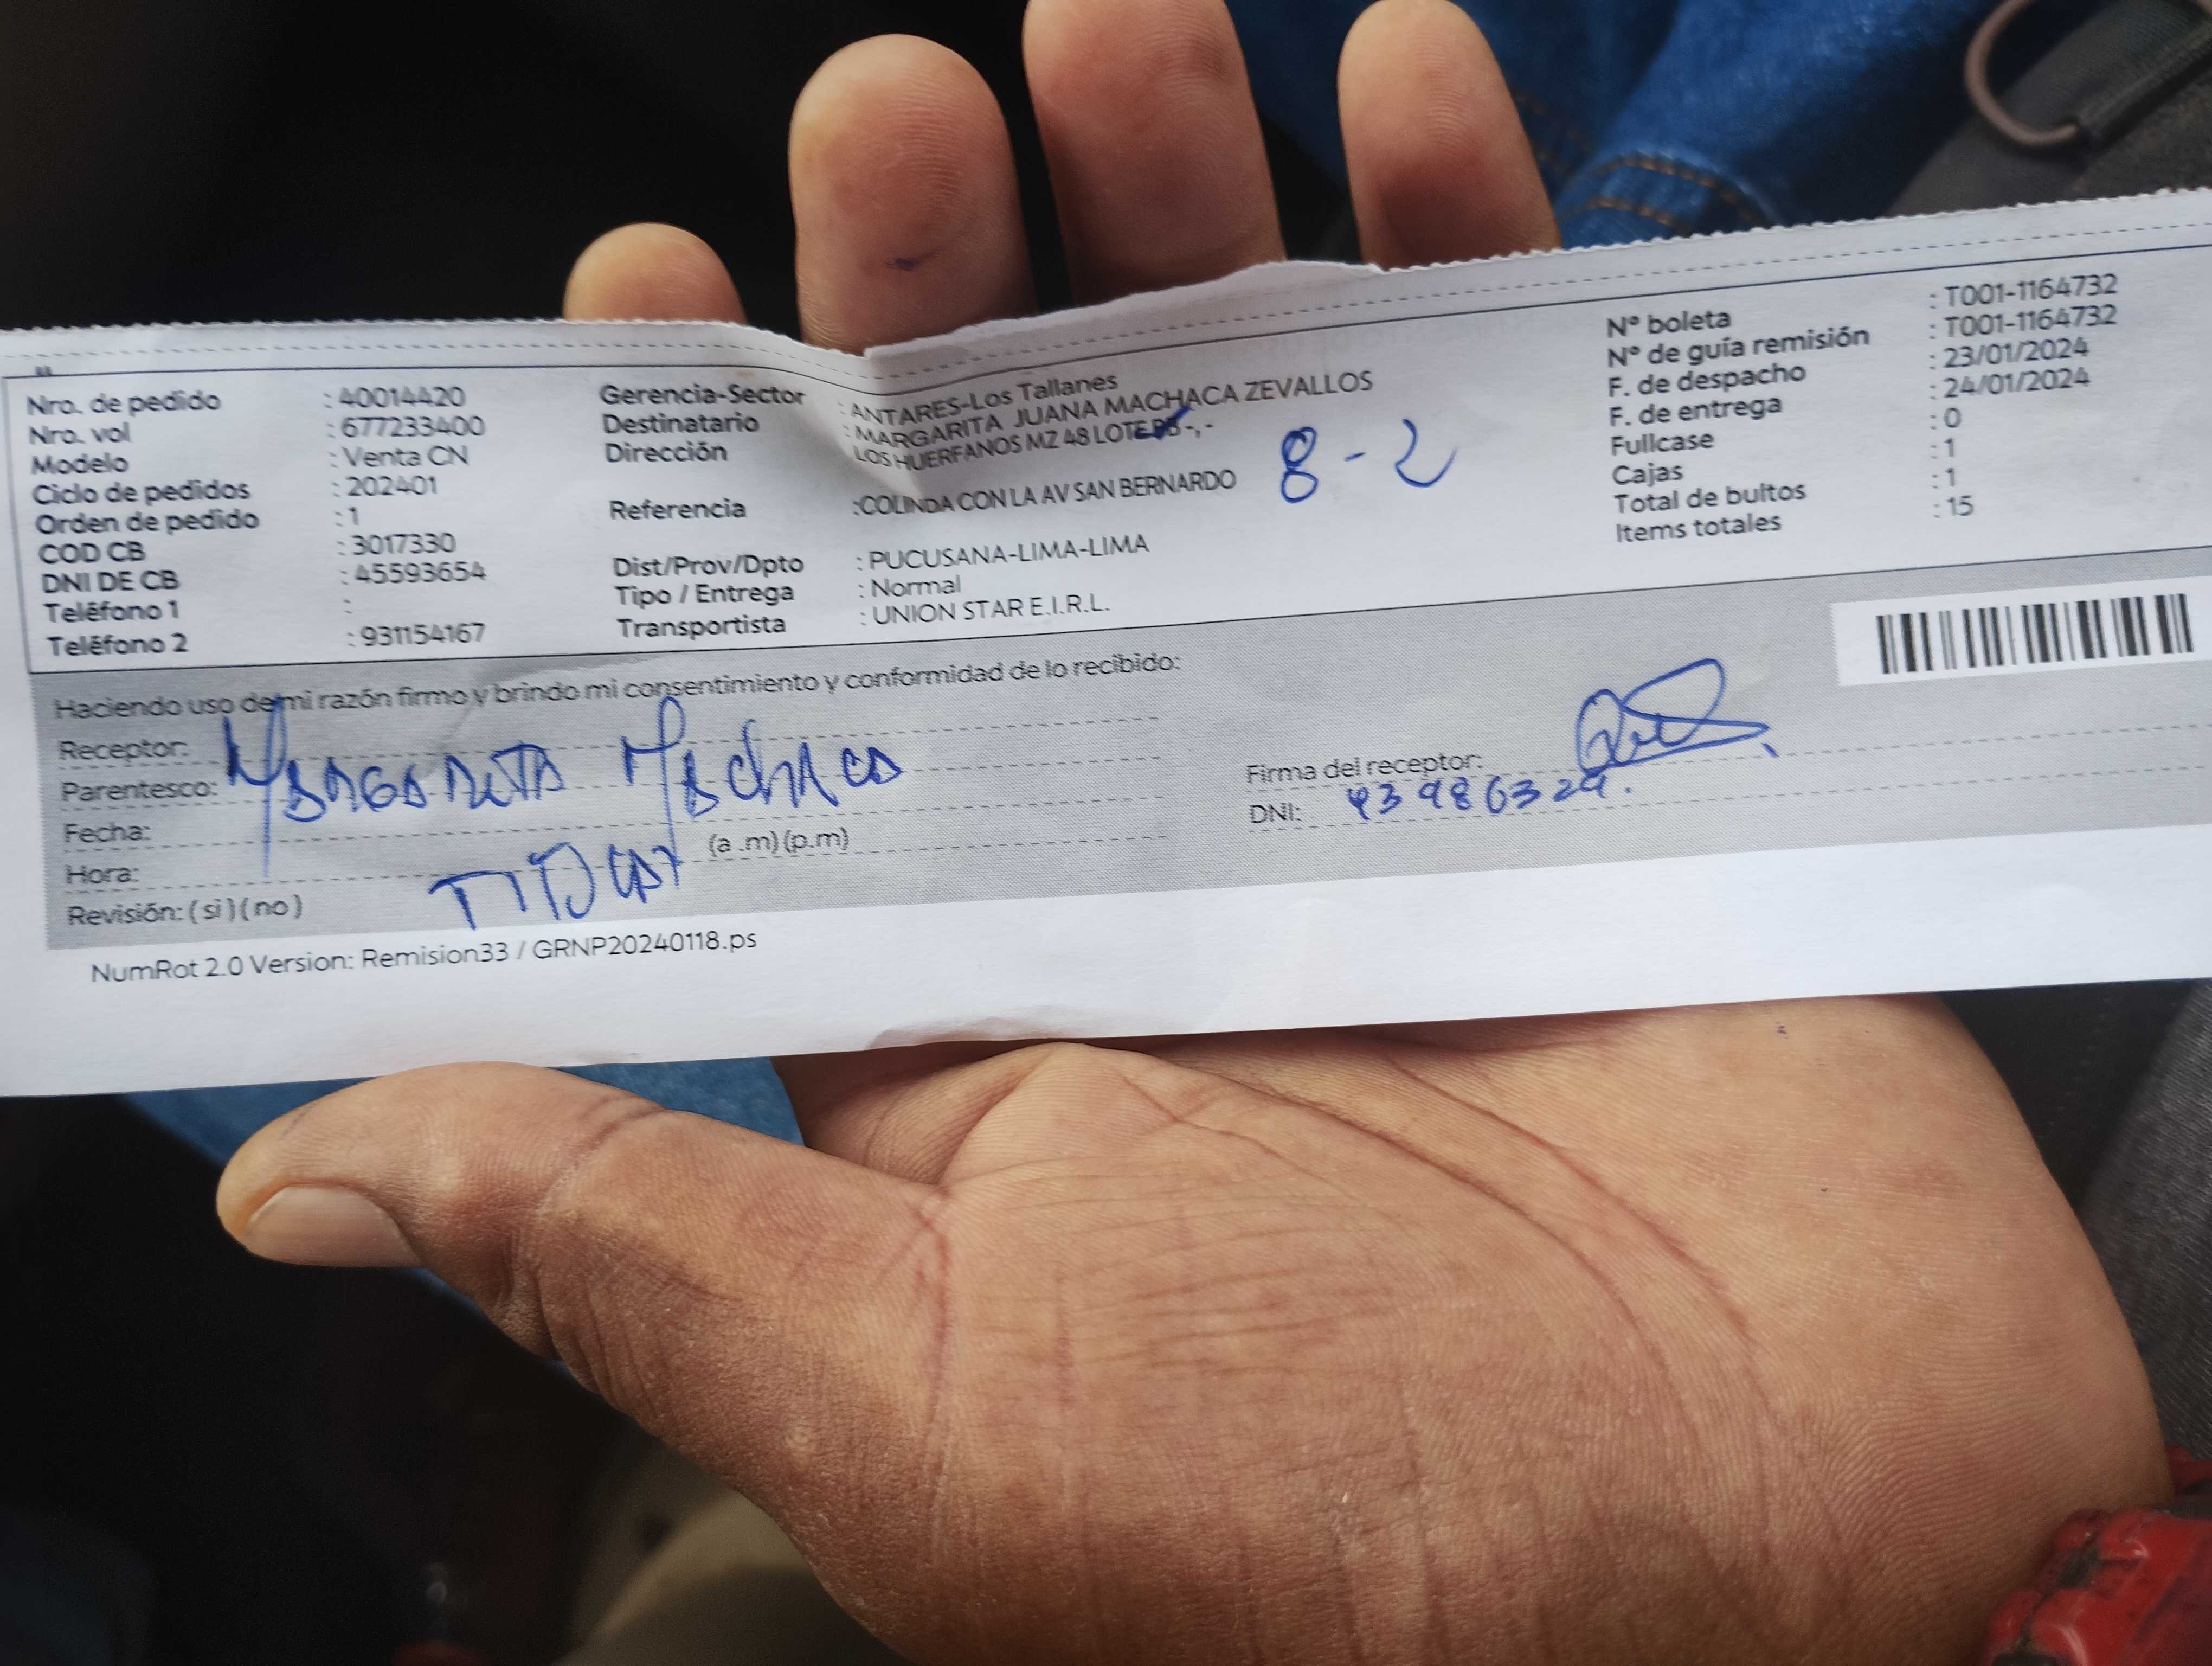 Nro. de pedido : 40014420
Nro. vol : 677233400
Modelo : Venta CN
Ciclo de pedidos : 202401
Orden de pedido : 1
COD CB : 3017330
DNI DE CB : 45593654
Teléfono 1 :
Teléfono 2 : 931154167
Gerencia-Sector : ANTARES-Los Tallanes
Destinatario : MARGARITA JUANA MACHACA ZEVALLOS
Dirección LOS HUERFANOS MZ 48 LOTE -,-
8-2
Referencia :COLINDA CON LA AV SAN BERNARDO
Dist/Prov/Dpto : PUCUSANA-LIMA-LIMA
Tipo / Entrega : Normal
Transportista : UNION STAR E.I.R.L.
N° boleta : T001-1164732
N° de guía remisión : T001-1164732
F. de despacho : 23/01/2024
F. de entrega : 24/01/2024
Fullcase : 0
Cajas : 1
Total de bultos : 1
Items totales : 15
Haciendo uso de mi razón firmo y brindo mi consentimiento y conformidad de lo recibido:
Receptor:
Parentesco: MARGARITA MACHACA
Fecha:
Hora: (a .m) (p.m)
Revisión: ( si ) ( no )
Firma del receptor:
DNI: 43986329.
NumRot 2.0 Version: Remision33 / GRNP20240118.ps